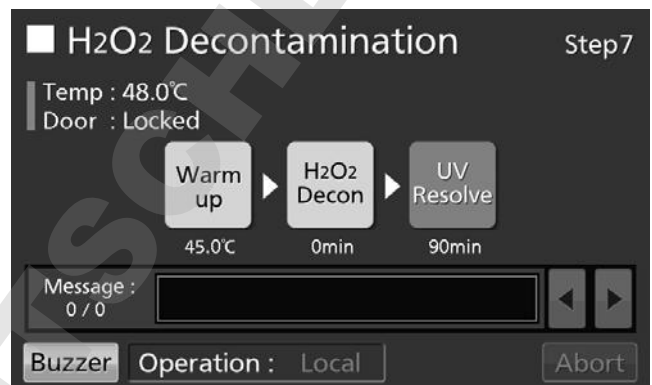 H2O2 Decontamination
Step7
Temp : 48.0℃
Door : Locked
Warm up
H2O2 Decon
UV Resolve
45.0℃
0min
90min
Message :
0 / 0
Buzzer
Operation : Local
Abort